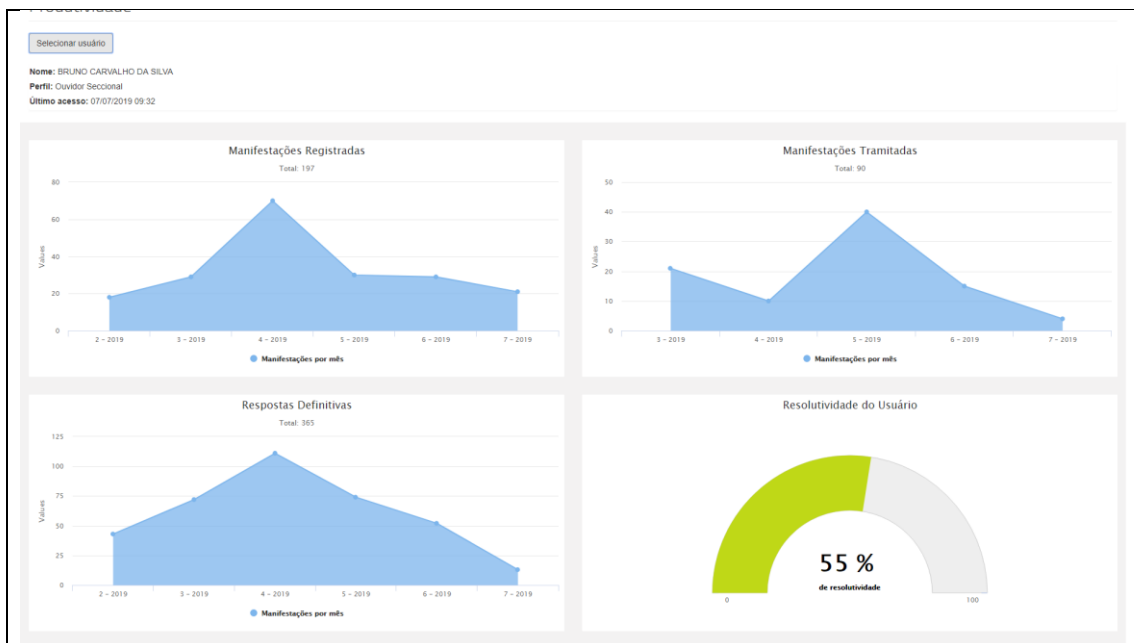 Produtividade
Selecionar usuário
Nome: BRUNO CARVALHO DA SILVA
Perfil: Ouvidor Seccional
Último acesso: 07/07/2019 09:32
Manifestações Registradas
Total: 197
80
60
40
20
0
Values
2 - 2019 3 - 2019 4 - 2019 5 - 2019 6 - 2019 7 - 2019
Manifestações por mês
Manifestações Tramitadas
Total: 90
50
40
30
20
10
0
Values
3 - 2019 4 - 2019 5 - 2019 6 - 2019 7 - 2019
Manifestações por mês
Respostas Definitivas
Total: 365
125
100
75
50
25
0
Values
2 - 2019 3 - 2019 4 - 2019 5 - 2019 6 - 2019 7 - 2019
Manifestações por mês
Resolutividade do Usuário
55 %
de resolutividade
0 100